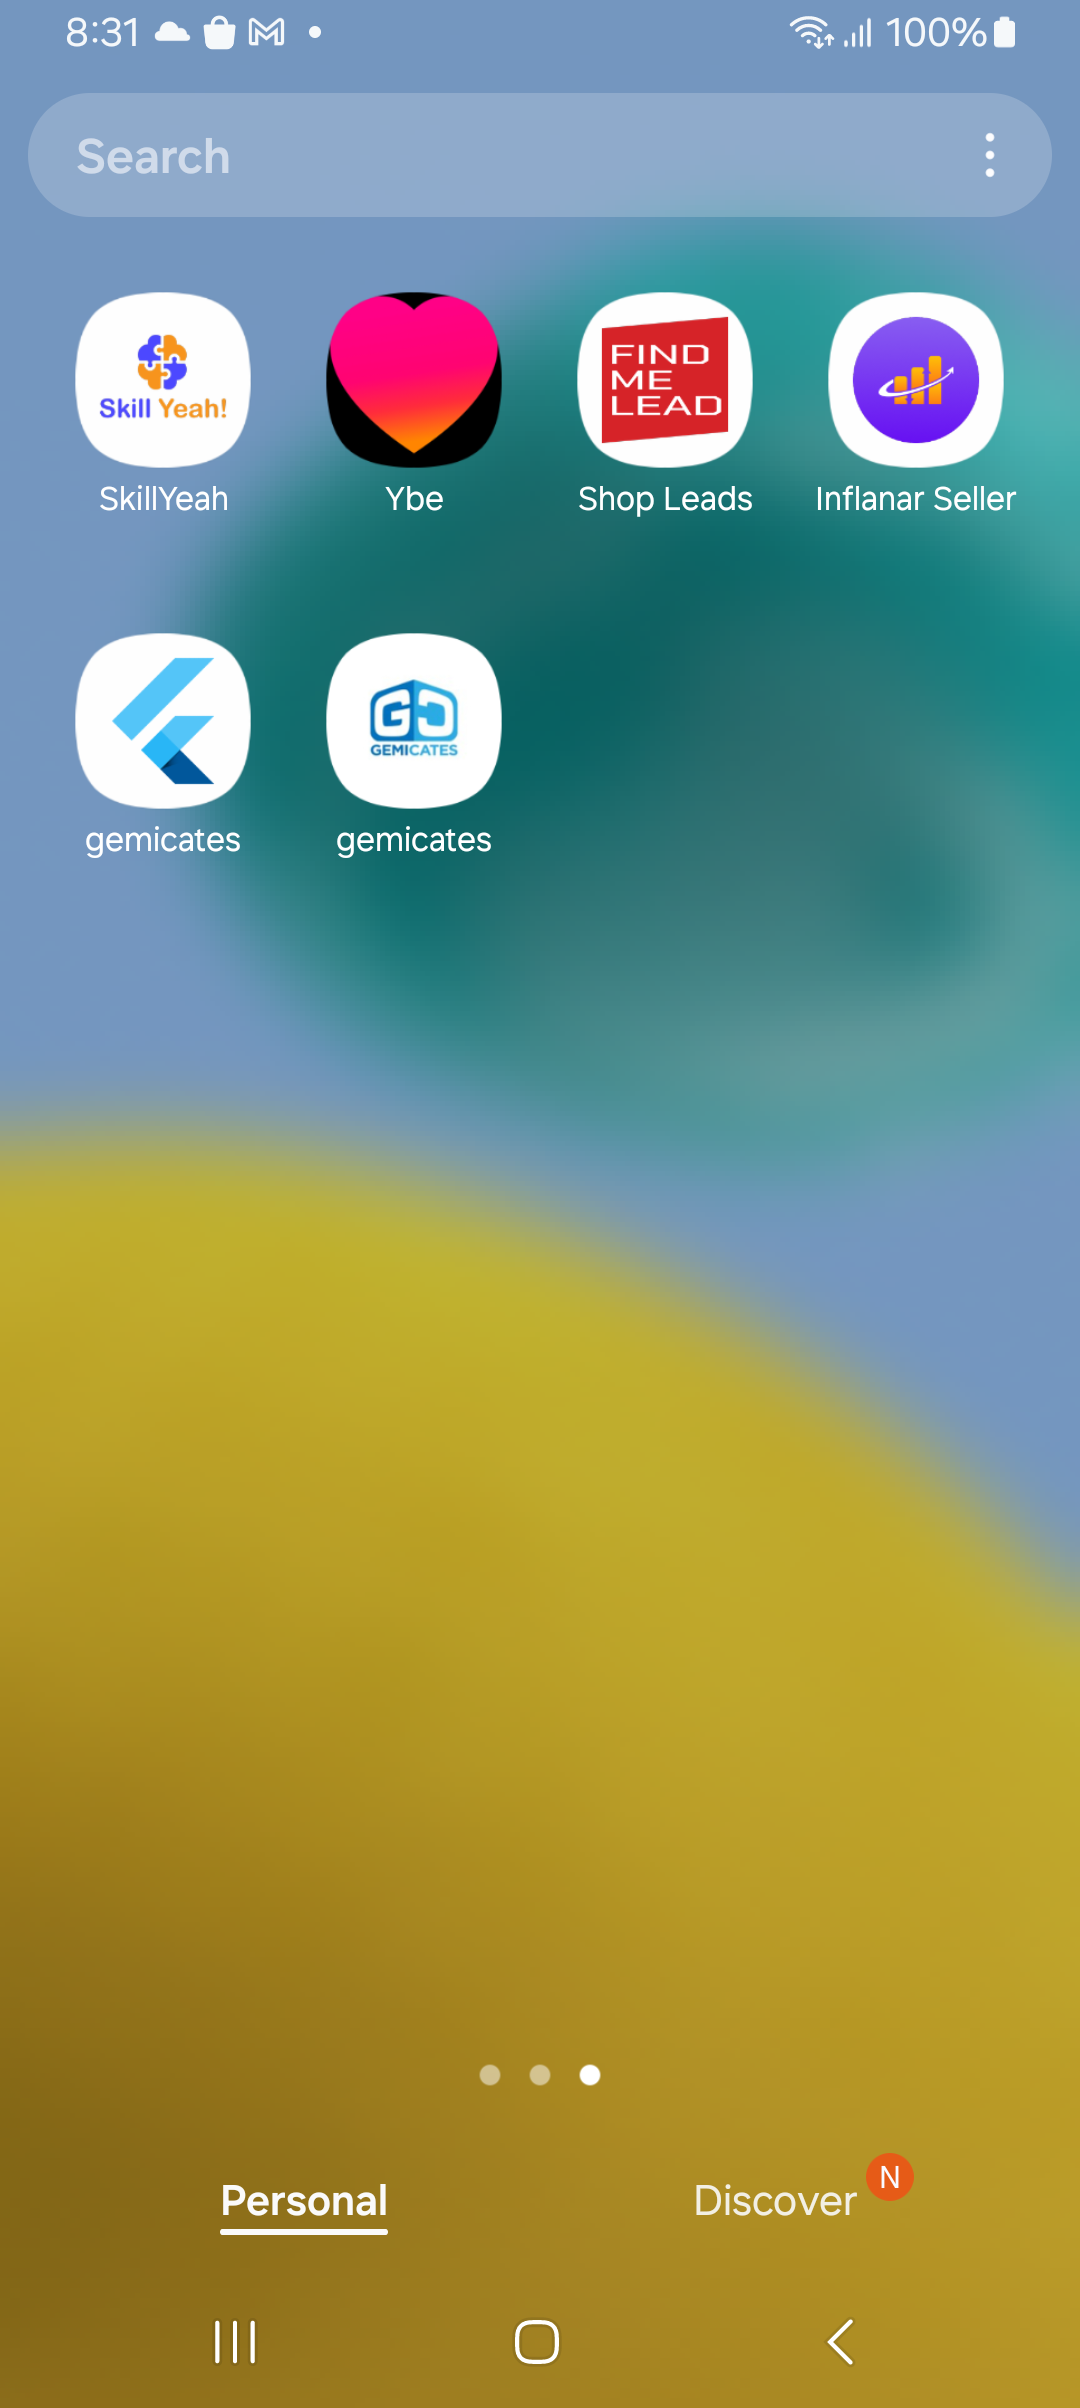 8:31
100%
Search
Skill Yeah!
FIND
ME
LEAD
SkillYeah
Ybe
Shop Leads
Inflanar Seller
GEMICATES
gemicates
gemicates
Personal
Discover
N